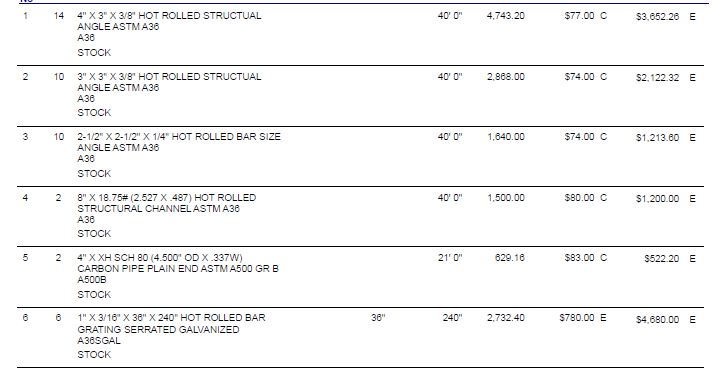 1 14 4" X 3" X 3/8" HOT ROLLED STRUCTUAL 40' 0" 4,743.20 $77.00 C $3,652.26 E
ANGLE ASTM A36
A36
STOCK
2 10 3" X 3" X 3/8" HOT ROLLED STRUCTUAL 40' 0" 2,868.00 $74.00 C $2,122.32 E
ANGLE ASTM A36
A36
STOCK
3 10 2-1/2" X 2-1/2" X 1/4" HOT ROLLED BAR SIZE 40' 0" 1,640.00 $74.00 C $1,213.60 E
ANGLE ASTM A36
A36
STOCK
4 2 8" X 18.75# (2.527 X .487) HOT ROLLED 40' 0" 1,500.00 $80.00 C $1,200.00 E
STRUCTURAL CHANNEL ASTM A36
A36
STOCK
5 2 4" X XH SCH 80 (4.500" OD X .337W) 21' 0" 629.16 $83.00 C $522.20 E
CARBON PIPE PLAIN END ASTM A500 GR B
A500B
STOCK
6 6 1" X 3/16" X 36" X 240" HOT ROLLED BAR 36" 240" 2,732.40 $780.00 E $4,680.00 E
GRATING SERRATED GALVANIZED
A36SGAL
STOCK